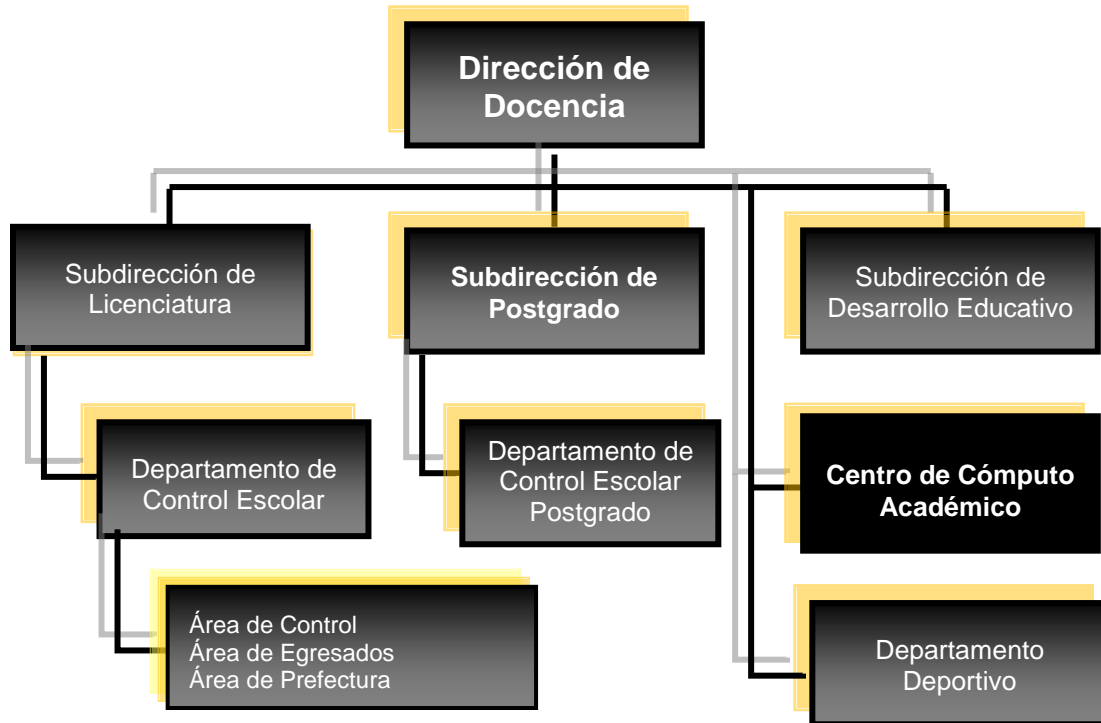 Dirección de
Docencia
Subdirección de
Licenciatura
Subdirección de
Postgrado
Subdirección de
Desarrollo Educativo
Departamento de
Control Escolar
Departamento de
Control Escolar
Postgrado
Centro de Cómputo
Académico
Área de Control
Área de Egresados
Área de Prefectura
Departamento
Deportivo